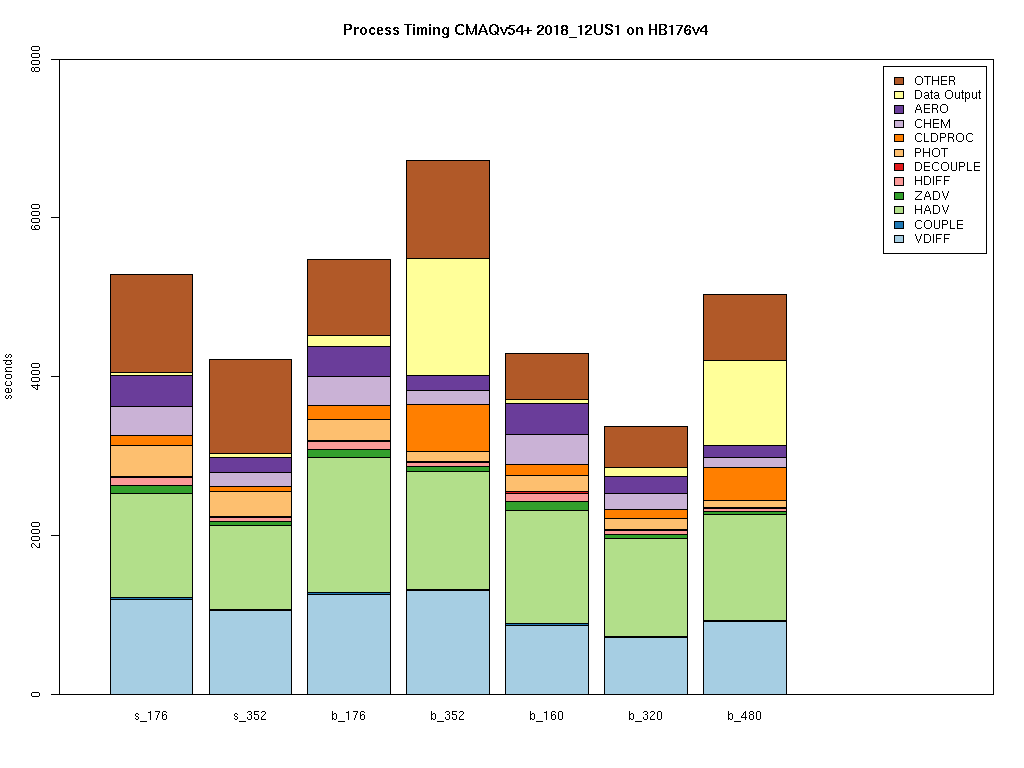 Process Timing CMAQv54+ 2018_12US1 on HB176v4
8000
6000
4000
2000
0
seconds
OTHER
Data Output
AERO
CHEM
CLDPROC
PHOT
DECOUPLE
HDIFF
ZADV
HADV
COUPLE
VDIFF
s_176
s_352
b_176
b_352
b_160
b_320
b_480